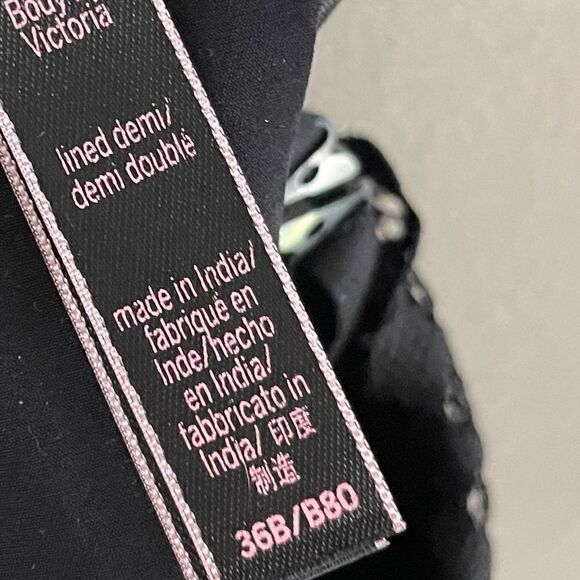 Body
Victoria
lined demi/
demi doublé
made in India/
fabriqué en
Inde/hecho
en India/
fabbricato in
India/ 印度
制造
36B/B80